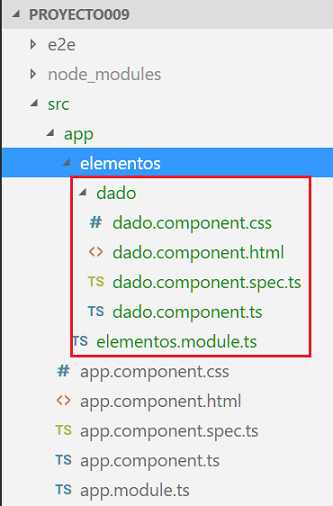 PROYECTO009
e2e
node_modules
src
app
elementos
dado
# dado.component.css
<> dado.component.html
TS dado.component.spec.ts
TS dado.component.ts
TS elementos.module.ts
# app.component.css
<> app.component.html
TS app.component.spec.ts
TS app.component.ts
TS app.module.ts